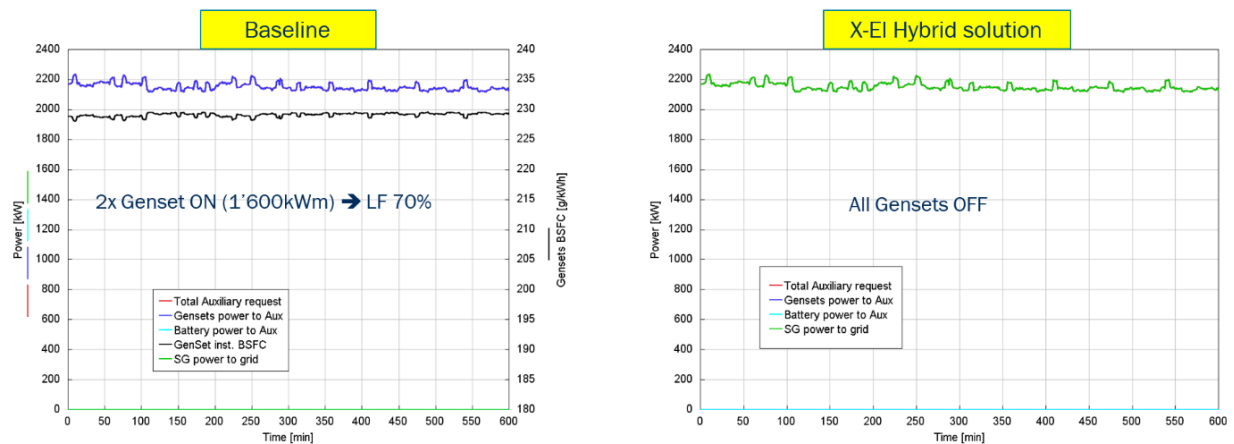 Baseline
2400
2200
2000
1800
1600
1400
1200
1000
800
600
400
200
0
Power [kW]
240
235
230
225
220
215
210
205
200
195
190
185
180
Gensets BSFC [g/kWh]
2x Genset ON (1'600kWm) ➔ LF 70%
Total Auxiliary request
Gensets power to Aux
Battery power to Aux
GenSet inst. BSFC
SG power to grid
0 50 100 150 200 250 300 350 400 450 500 550 600
Time [min]
X-EI Hybrid solution
2400
2200
2000
1800
1600
1400
1200
1000
800
600
400
200
0
Power [kW]
All Gensets OFF
Total Auxiliary request
Gensets power to Aux
Battery power to Aux
SG power to grid
0 50 100 150 200 250 300 350 400 450 500 550 600
Time [min]